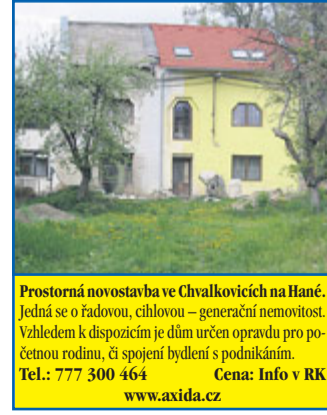 Prostorná novostavba ve Chvalkovicích na Hané.
Jedná se o řadovou, cihlovou – generační nemovitost.
Vzhledem k dispozicím je dům určen opravdu pro po-
četnou rodinu, či spojení bydlení s podnikáním.
Tel.: 777 300 464 Cena: Info v RK
www.axida.cz